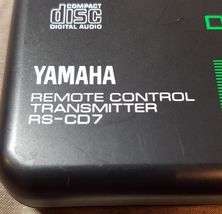 COMPACT
disc
DIGITAL AUDIO
YAMAHA
REMOTE CONTROL
TRANSMITTER
RS-CD7